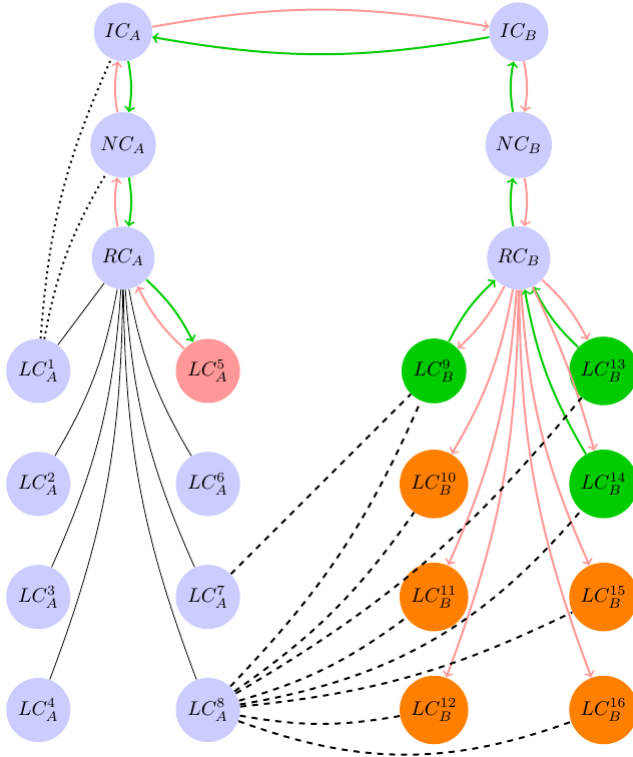 IC_A IC_B
NC_A NC_B
RC_A RC_B
LC_A^1 LC_A^5 LC_B^9 LC_B^13
LC_A^2 LC_A^6 LC_B^10 LC_B^14
LC_A^3 LC_A^7 LC_B^11 LC_B^15
LC_A^4 LC_A^8 LC_B^12 LC_B^16